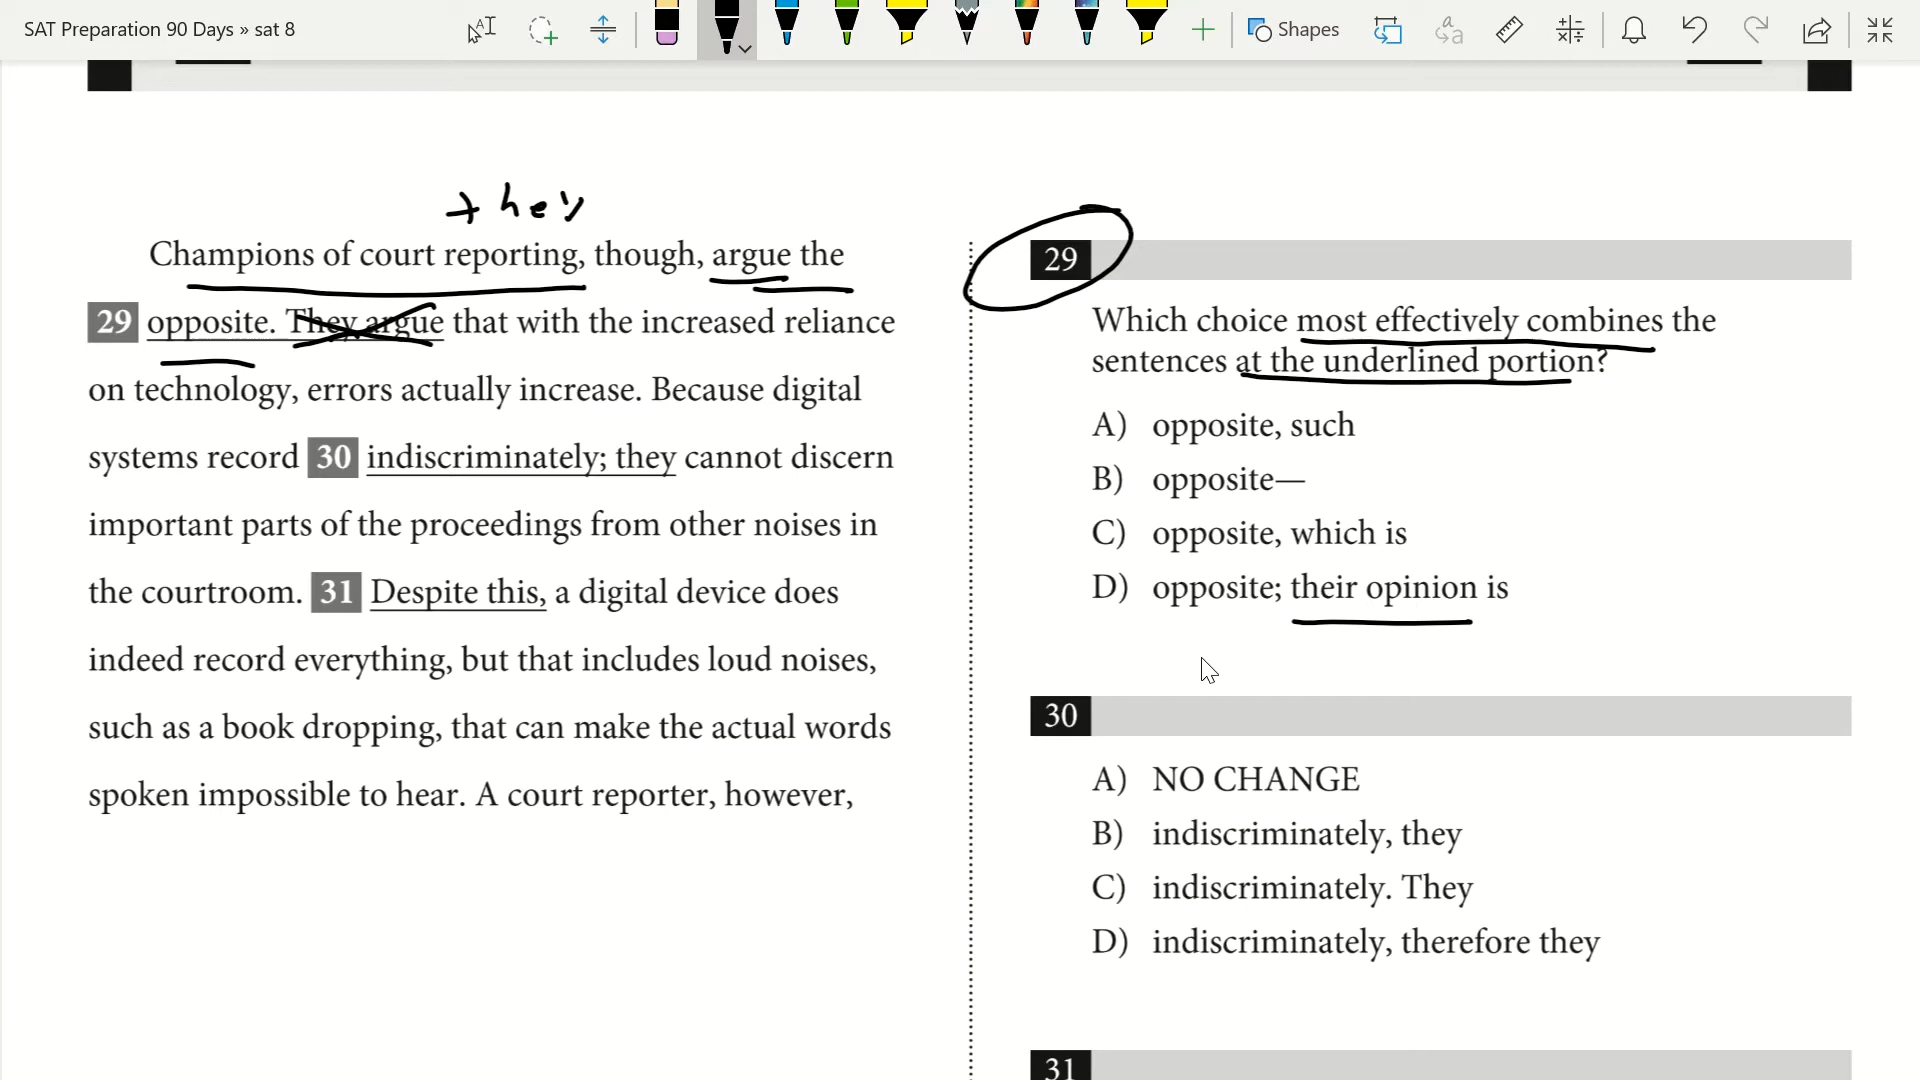 SAT Preparation 90 Days » sat 8
Shapes
they
Champions of court reporting, though, argue the
29 opposite. They argue that with the increased reliance
on technology, errors actually increase. Because digital
systems record 30 indiscriminately; they cannot discern
important parts of the proceedings from other noises in
the courtroom. 31 Despite this, a digital device does
indeed record everything, but that includes loud noises,
such as a book dropping, that can make the actual words
spoken impossible to hear. A court reporter, however,
29
Which choice most effectively combines the
sentences at the underlined portion?
A) opposite, such
B) opposite—
C) opposite, which is
D) opposite; their opinion is
30
A) NO CHANGE
B) indiscriminately, they
C) indiscriminately. They
D) indiscriminately, therefore they
31